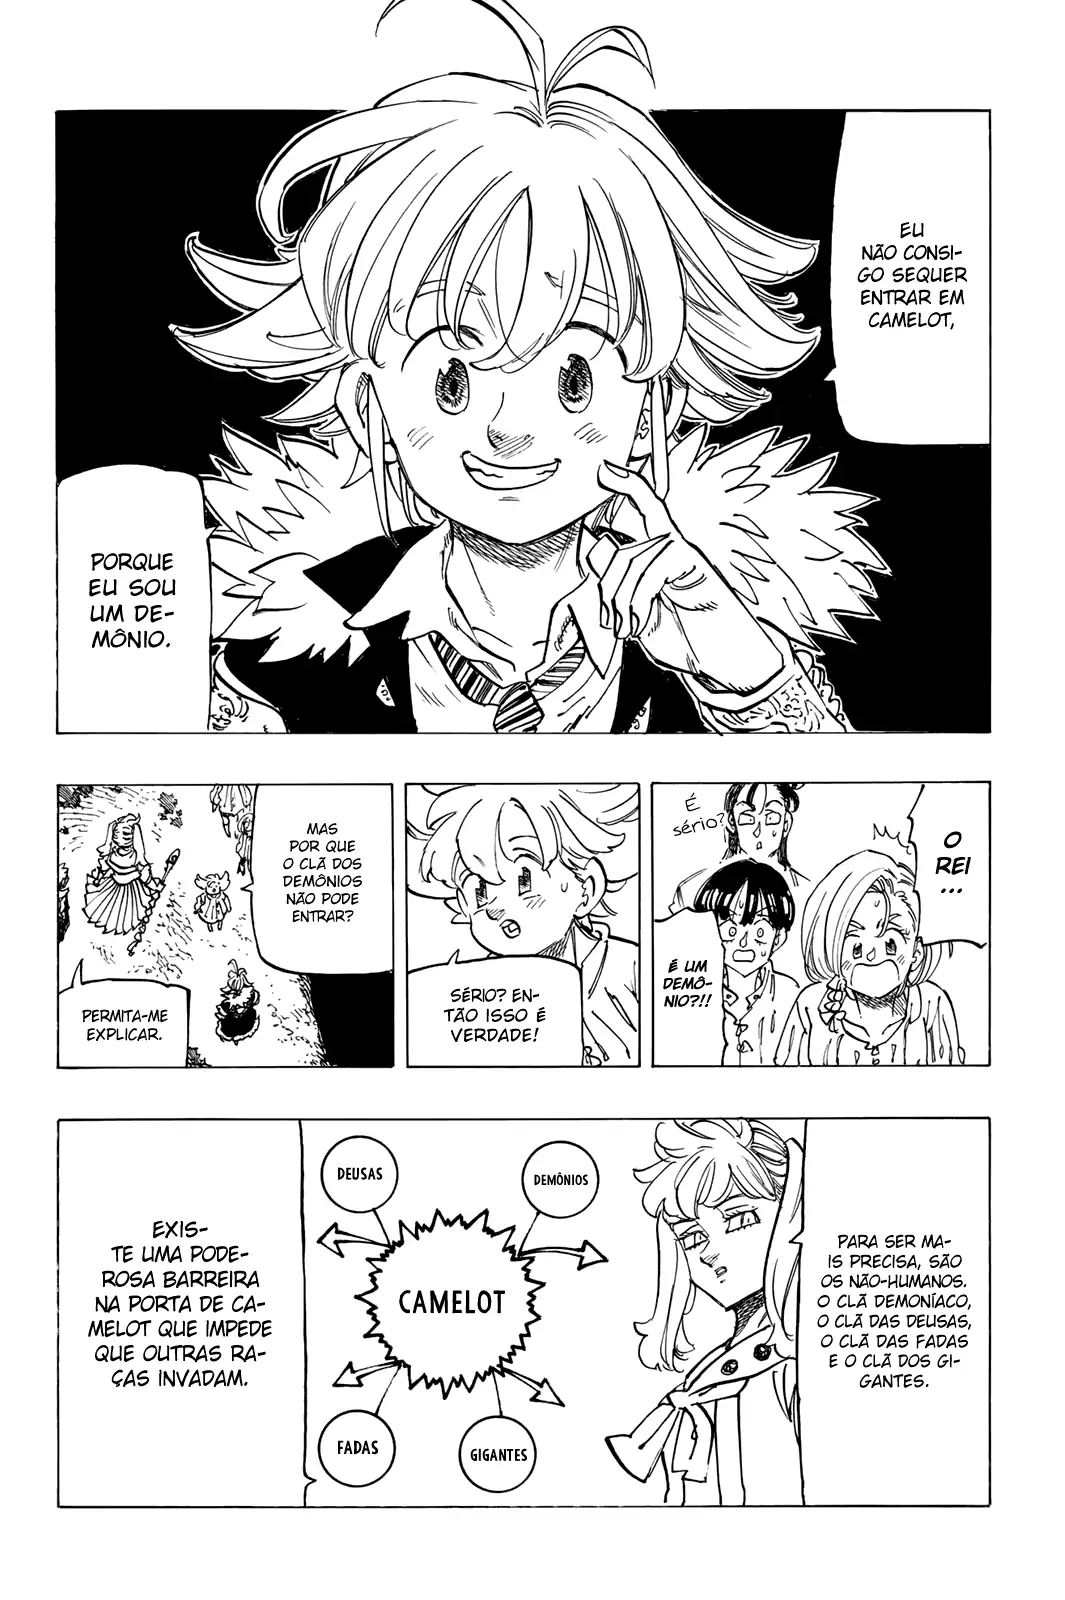 EU
NÃO CONSI-
GO SEQUER
ENTRAR EM
CAMELOT,
PORQUE
EU SOU
UM DE-
MÔNIO.
O
REI
...
É
sério?
É UM
DEMÔ-
NIO?!!
SÉRIO? EN-
TÃO ISSO É
VERDADE!
MAS
POR QUE
O CLÃ DOS
DEMÔNIOS
NÃO PODE
ENTRAR?
PERMITA-ME
EXPLICAR.
PARA SER MA-
IS PRECISA, SÃO
OS NÃO-HUMANOS.
O CLÃ DEMONÍACO,
O CLÃ DAS DEUSAS,
O CLÃ DAS FADAS
E O CLÃ DOS GI-
GANTES.
DEUSAS
DEMÔNIOS
CAMELOT
FADAS
GIGANTES
EXIS-
TE UMA PODE-
ROSA BARREIRA
NA PORTA DE CA-
MELOT QUE IMPEDE
QUE OUTRAS RA-
ÇAS INVADAM.